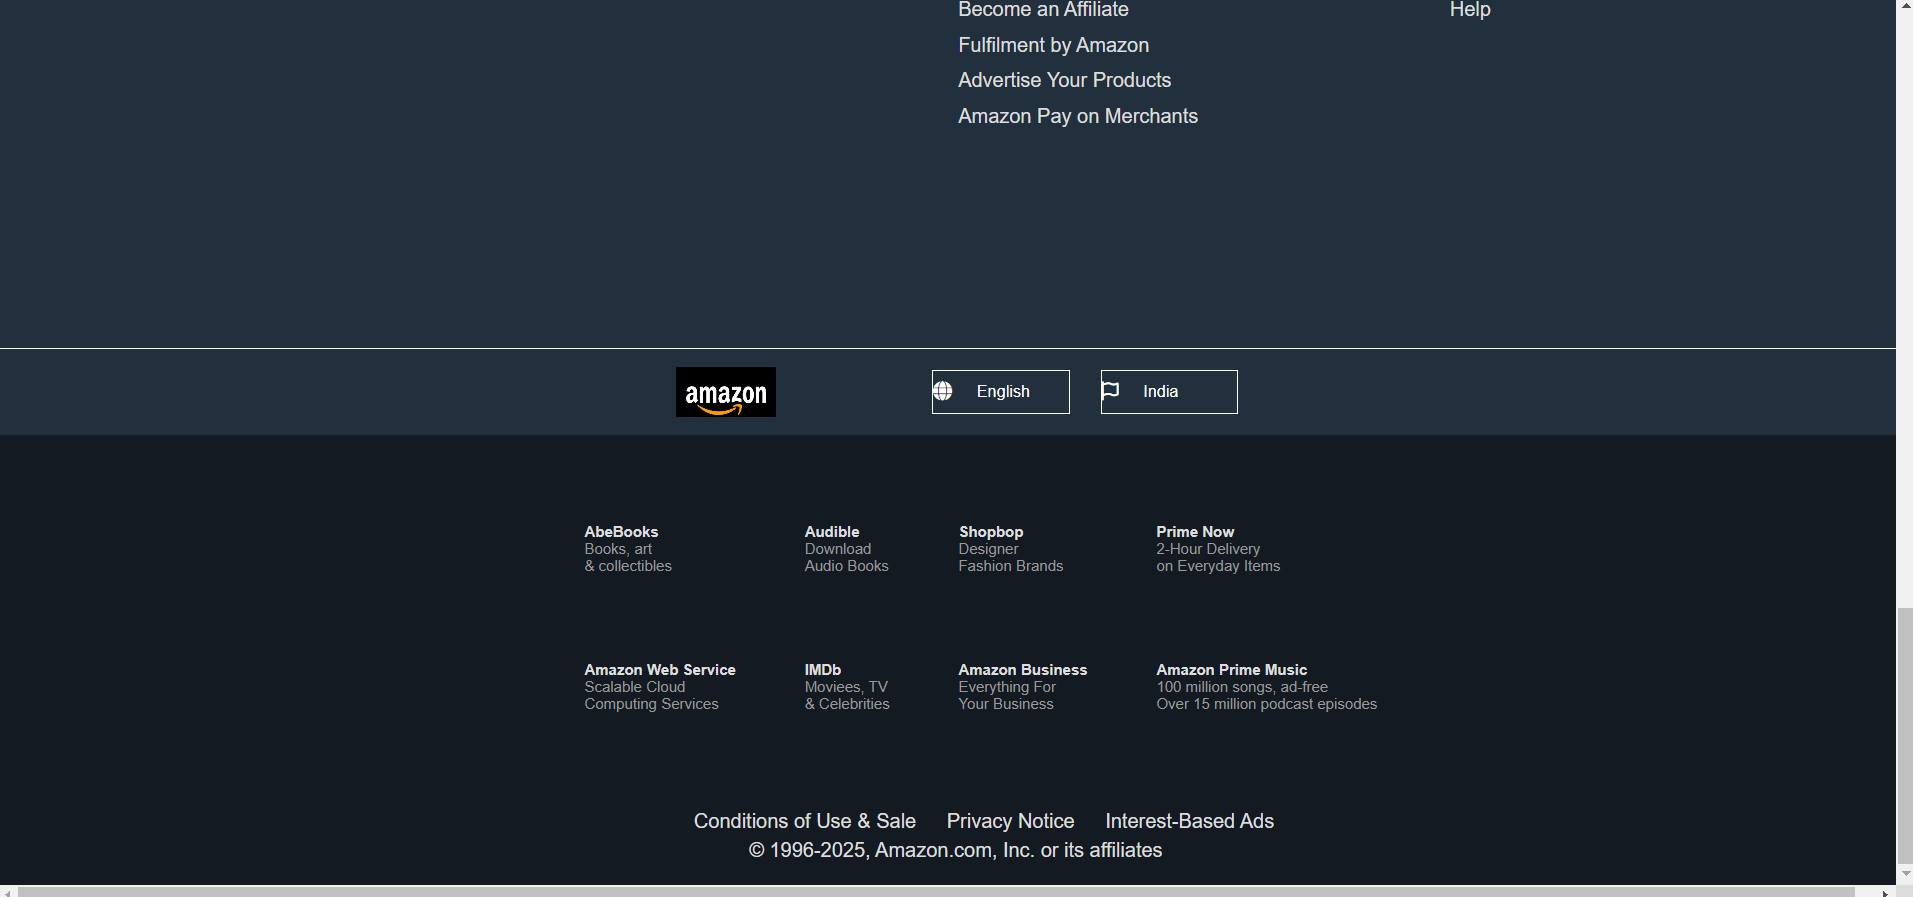 Become an Affiliate
Help
Fulfilment by Amazon
Advertise Your Products
Amazon Pay on Merchants
amazon
English
India
AbeBooks
Books, art
& collectibles
Audible
Download
Audio Books
Shopbop
Designer
Fashion Brands
Prime Now
2-Hour Delivery
on Everyday Items
Amazon Web Service
Scalable Cloud
Computing Services
IMDb
Moviees, TV
& Celebrities
Amazon Business
Everything For
Your Business
Amazon Prime Music
100 million songs, ad-free
Over 15 million podcast episodes
Conditions of Use & Sale Privacy Notice Interest-Based Ads
© 1996-2025, Amazon.com, Inc. or its affiliates